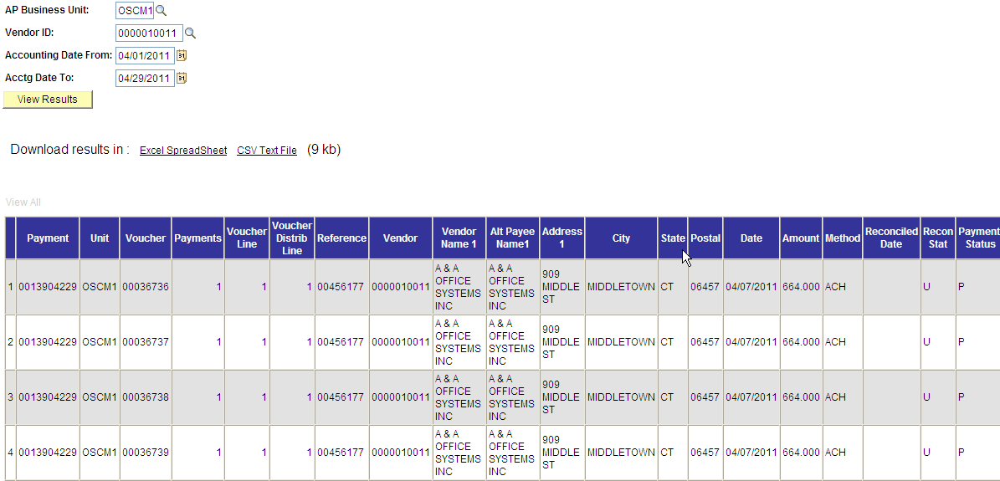 AP Business Unit: OSCM1
Vendor ID: 0000010011
Accounting Date From: 04/01/2011 31
Acctg Date To: 04/29/2011 31
View Results
Download results in : Excel SpreadSheet CSV Text File (9 kb)
View All
Payment Unit Voucher Payments Voucher Line Voucher Distrib Line Reference Vendor Vendor Name 1 Alt Payee Name1 Address 1 City State Postal Date Amount Method Reconciled Date Recon Stat Payment Status
1 0013904229 OSCM1 00036736 1 1 1 00456177 0000010011 A & A OFFICE SYSTEMS INC A & A OFFICE SYSTEMS INC 909 MIDDLE ST MIDDLETOWN CT 06457 04/07/2011 664.000 ACH U P
2 0013904229 OSCM1 00036737 1 1 1 00456177 0000010011 A & A OFFICE SYSTEMS INC A & A OFFICE SYSTEMS INC 909 MIDDLE ST MIDDLETOWN CT 06457 04/07/2011 664.000 ACH U P
3 0013904229 OSCM1 00036738 1 1 1 00456177 0000010011 A & A OFFICE SYSTEMS INC A & A OFFICE SYSTEMS INC 909 MIDDLE ST MIDDLETOWN CT 06457 04/07/2011 664.000 ACH U P
4 0013904229 OSCM1 00036739 1 1 1 00456177 0000010011 A & A OFFICE SYSTEMS INC A & A OFFICE SYSTEMS INC 909 MIDDLE ST MIDDLETOWN CT 06457 04/07/2011 664.000 ACH U P